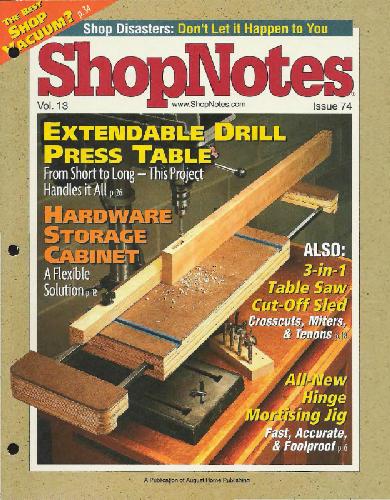 THE BEST
SHOP
VACUUM? p.34
Shop Disasters: Don't Let it Happen to You
ShopNotes®
Vol. 13
www.ShopNotes.com
Issue 74
EXTENDABLE DRILL
PRESS TABLE
From Short to Long — This Project
Handles it All p.26
HARDWARE
STORAGE
CABINET
A Flexible
Solution
ALSO:
3-in-1
Table Saw
Cut-Off Sled
Crosscuts, Miters,
& Tenons
All-New
Hinge
Mortising Jig
Fast, Accurate,
& Foolproof p.6
A Publication of August Home Publishing